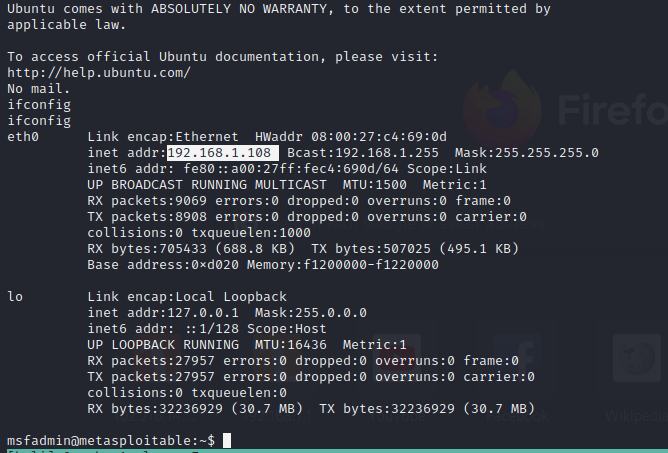 Ubuntu comes with ABSOLUTELY NO WARRANTY, to the extent permitted by
applicable law.
To access official Ubuntu documentation, please visit:
http://help.ubuntu.com/
No mail.
ifconfig
ifconfig
eth0 Link encap:Ethernet HWaddr 08:00:27:c4:69:0d
inet addr:192.168.1.108 Bcast:192.168.1.255 Mask:255.255.255.0
inet6 addr: fe80::a00:27ff:fec4:690d/64 Scope:Link
UP BROADCAST RUNNING MULTICAST MTU:1500 Metric:1
RX packets:9069 errors:0 dropped:0 overruns:0 frame:0
TX packets:8908 errors:0 dropped:0 overruns:0 carrier:0
collisions:0 txqueuelen:1000
RX bytes:705433 (688.8 KB) TX bytes:507025 (495.1 KB)
Base address:0×d020 Memory:f1200000-f1220000
lo Link encap:Local Loopback
inet addr:127.0.0.1 Mask:255.0.0.0
inet6 addr: ::1/128 Scope:Host
UP LOOPBACK RUNNING MTU:16436 Metric:1
RX packets:27957 errors:0 dropped:0 overruns:0 frame:0
TX packets:27957 errors:0 dropped:0 overruns:0 carrier:0
collisions:0 txqueuelen:0
RX bytes:32236929 (30.7 MB) TX bytes:32236929 (30.7 MB)
msfadmin@metasploitable:~$
Firefo
Wikipedi